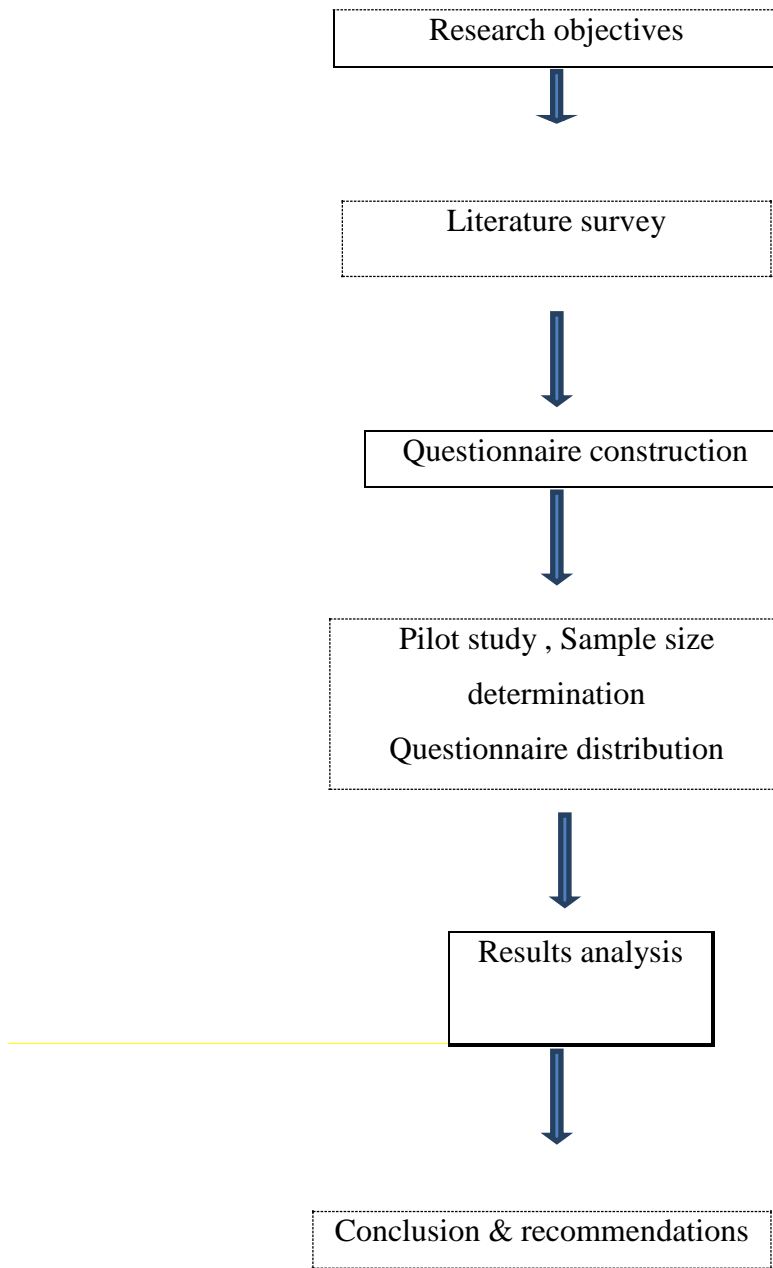 Research objectives
Literature survey
Questionnaire construction
Pilot study , Sample size
determination
Questionnaire distribution
Results analysis
Conclusion & recommendations